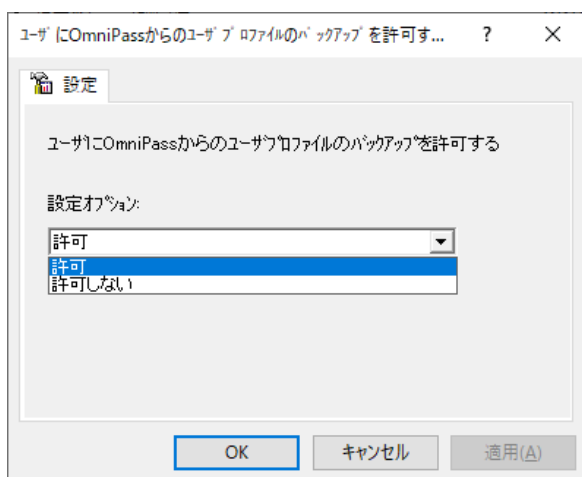 ユーザにOmniPassからのユーザプロファイルのバックアップを許可す...
設定
ユーザにOmniPassからのユーザプロファイルのバックアップを許可する
設定オプション:
許可
許可
許可しない
OK キャンセル 適用(A)